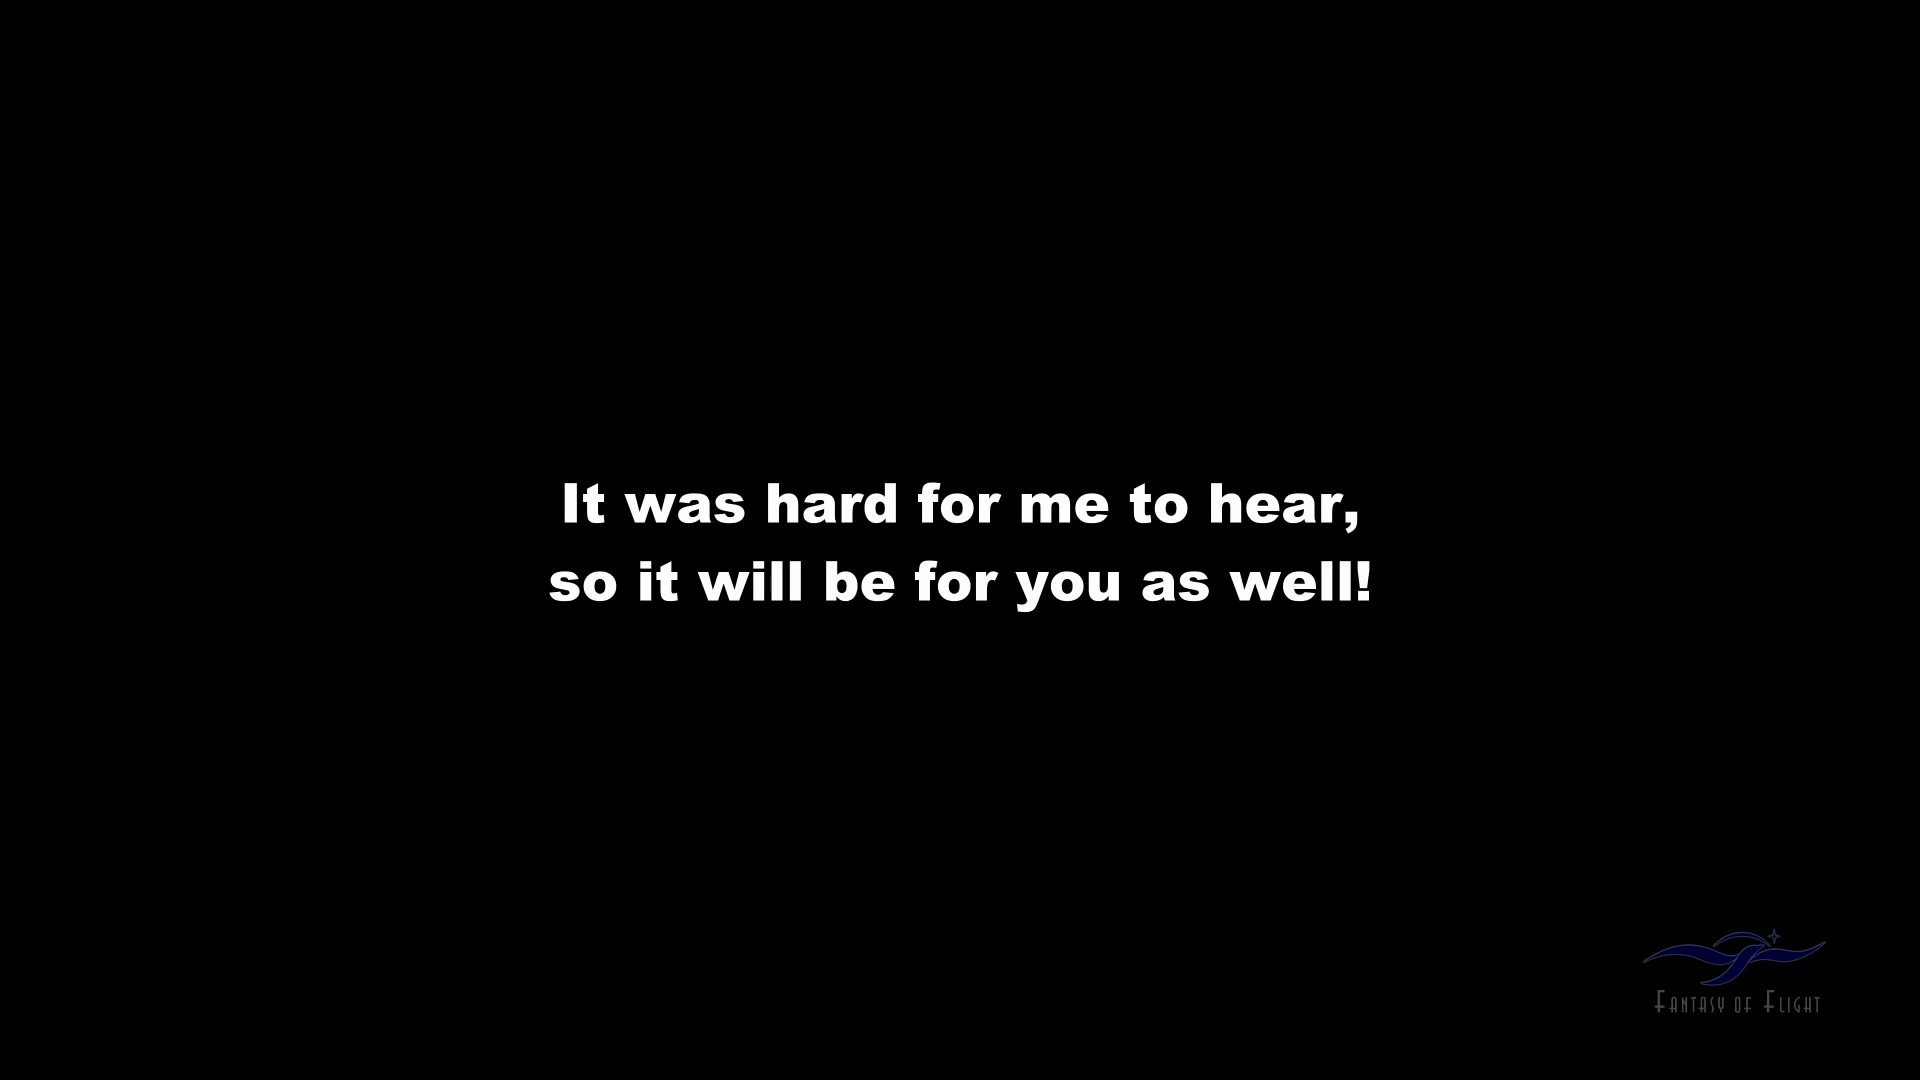 It was hard for me to hear,
so it will be for you as well!
Fantasy of Flight